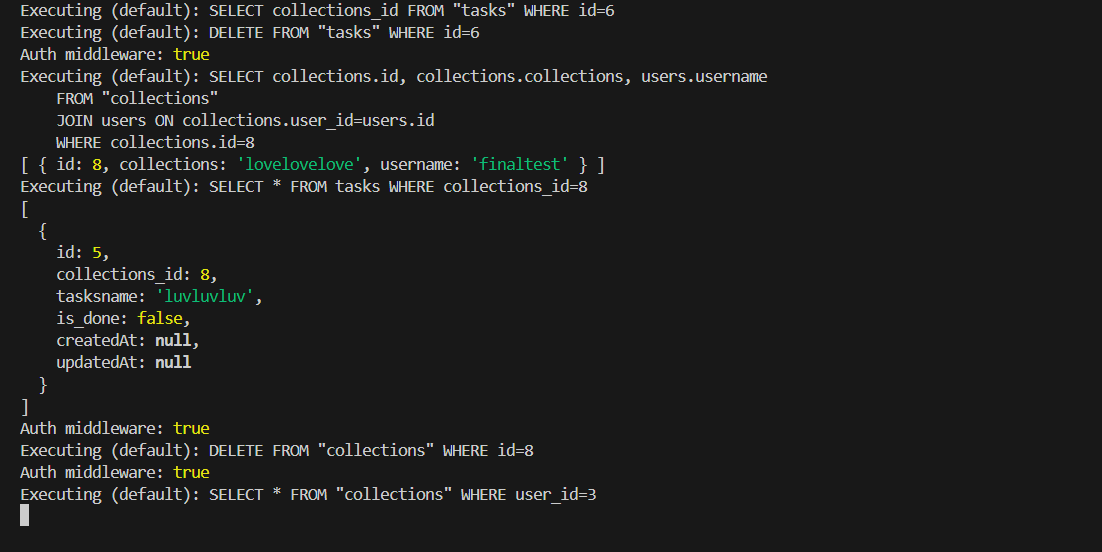 Executing (default): SELECT collections_id FROM "tasks" WHERE id=6
Executing (default): DELETE FROM "tasks" WHERE id=6
Auth middleware: true
Executing (default): SELECT collections.id, collections.collections, users.username
    FROM "collections"
    JOIN users ON collections.user_id=users.id
    WHERE collections.id=8
[ { id: 8, collections: 'lovelovelove', username: 'finaltest' } ]
Executing (default): SELECT * FROM tasks WHERE collections_id=8
[
  {
    id: 5,
    collections_id: 8,
    tasksname: 'luvluvluv',
    is_done: false,
    createdAt: null,
    updatedAt: null
  }
]
Auth middleware: true
Executing (default): DELETE FROM "collections" WHERE id=8
Auth middleware: true
Executing (default): SELECT * FROM "collections" WHERE user_id=3